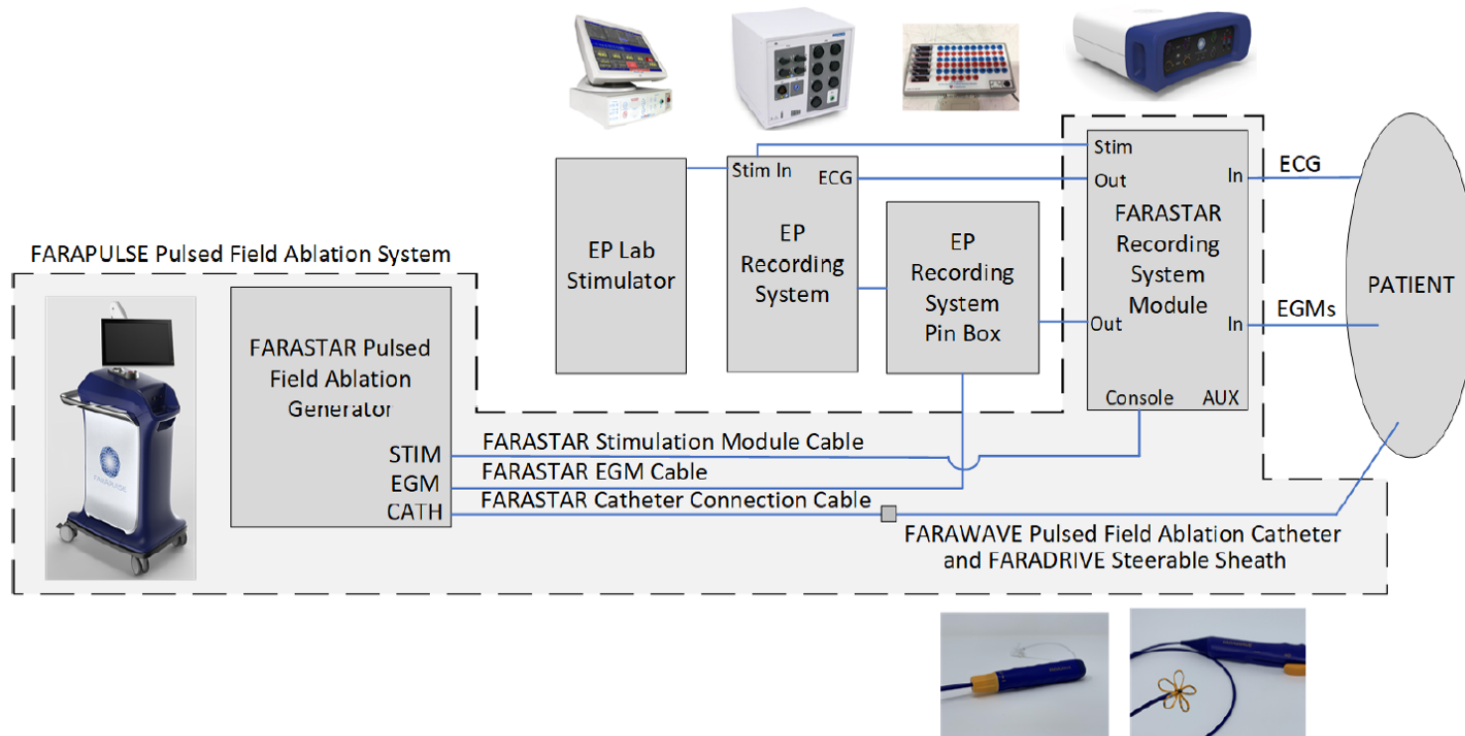 Stim
Stim In
ECG
Out
In
ECG
EP Lab
Stimulator
EP
Recording
System
EP
Recording
System
Pin Box
FARASTAR
Recording
System
Module
PATIENT
FARAPULSE Pulsed Field Ablation System
Out
In
EGMs
FARASTAR Pulsed
Field Ablation
Generator
Console
AUX
STIM
FARASTAR Stimulation Module Cable
EGM
FARASTAR EGM Cable
CATH
FARASTAR Catheter Connection Cable
FARAWAVE Pulsed Field Ablation Catheter
and FARADRIVE Steerable Sheath